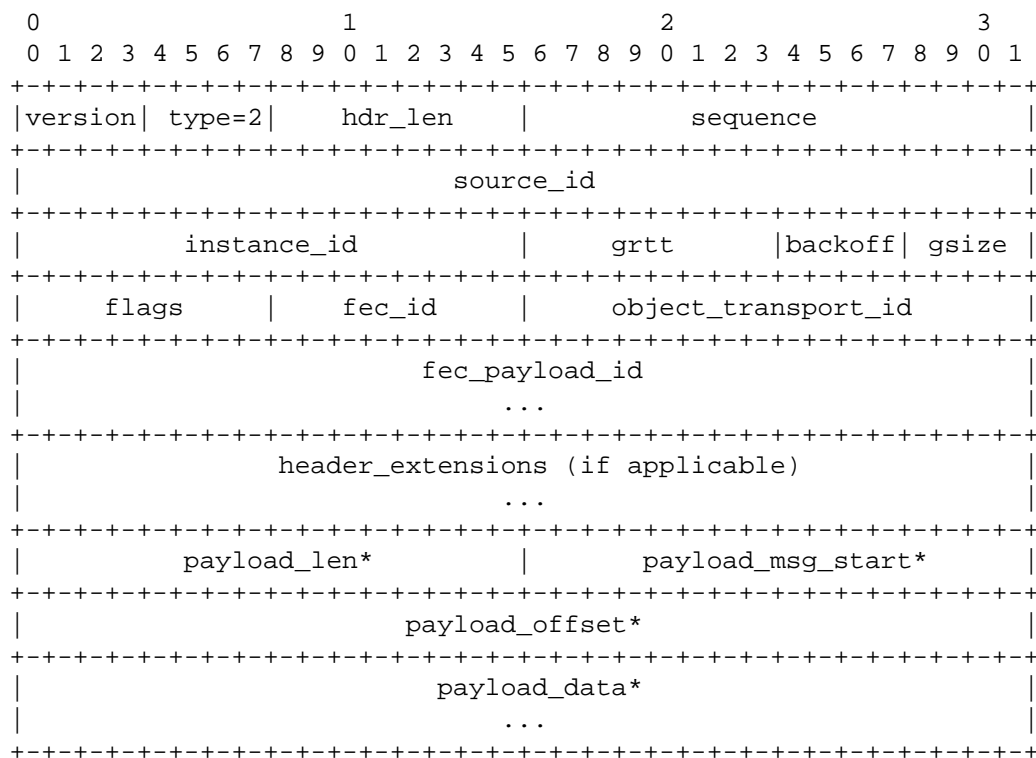 0                   1                   2                   3
0 1 2 3 4 5 6 7 8 9 0 1 2 3 4 5 6 7 8 9 0 1 2 3 4 5 6 7 8 9 0 1
+-+-+-+-+-+-+-+-+-+-+-+-+-+-+-+-+-+-+-+-+-+-+-+-+-+-+-+-+-+-+-+-+
|version| type=2|    hdr_len    |          sequence             |
+-+-+-+-+-+-+-+-+-+-+-+-+-+-+-+-+-+-+-+-+-+-+-+-+-+-+-+-+-+-+-+-+
|                           source_id                           |
+-+-+-+-+-+-+-+-+-+-+-+-+-+-+-+-+-+-+-+-+-+-+-+-+-+-+-+-+-+-+-+-+
|          instance_id          |     grtt      |backoff| gsize |
+-+-+-+-+-+-+-+-+-+-+-+-+-+-+-+-+-+-+-+-+-+-+-+-+-+-+-+-+-+-+-+-+
|     flags     |    fec_id     |     object_transport_id       |
+-+-+-+-+-+-+-+-+-+-+-+-+-+-+-+-+-+-+-+-+-+-+-+-+-+-+-+-+-+-+-+-+
|                         fec_payload_id                        |
|                              ...                              |
+-+-+-+-+-+-+-+-+-+-+-+-+-+-+-+-+-+-+-+-+-+-+-+-+-+-+-+-+-+-+-+-+
|                header_extensions (if applicable)              |
|                              ...                              |
+-+-+-+-+-+-+-+-+-+-+-+-+-+-+-+-+-+-+-+-+-+-+-+-+-+-+-+-+-+-+-+-+
|          payload_len*         |       payload_msg_start*      |
+-+-+-+-+-+-+-+-+-+-+-+-+-+-+-+-+-+-+-+-+-+-+-+-+-+-+-+-+-+-+-+-+
|                        payload_offset*                        |
+-+-+-+-+-+-+-+-+-+-+-+-+-+-+-+-+-+-+-+-+-+-+-+-+-+-+-+-+-+-+-+-+
|                          payload_data*                        |
|                              ...                              |
+-+-+-+-+-+-+-+-+-+-+-+-+-+-+-+-+-+-+-+-+-+-+-+-+-+-+-+-+-+-+-+-+